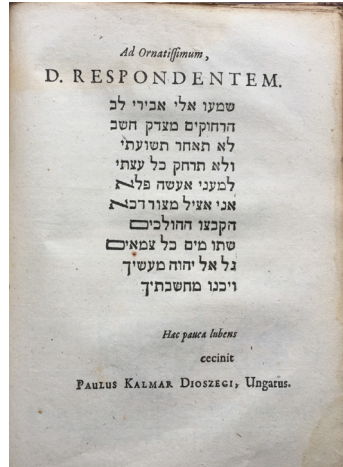 Ad Ornatiſſimum,
D. RESPONDENTEM.
שמעו אלי אבירי לב
הרחוקים מצדק חשב
לא תאחר תשועתי
ולא תרחק כל עצתי
למעני אעשה פלא
אני אציל מצור דכא
הקבצו החולכים
שתו מים כל צמאים
גל אל יהוה מעשיך
ויכנו מחשבתיך
Hæc pauca lubens
cecinit
PAULUS KALMAR DIOSZEGI, Ungarus.